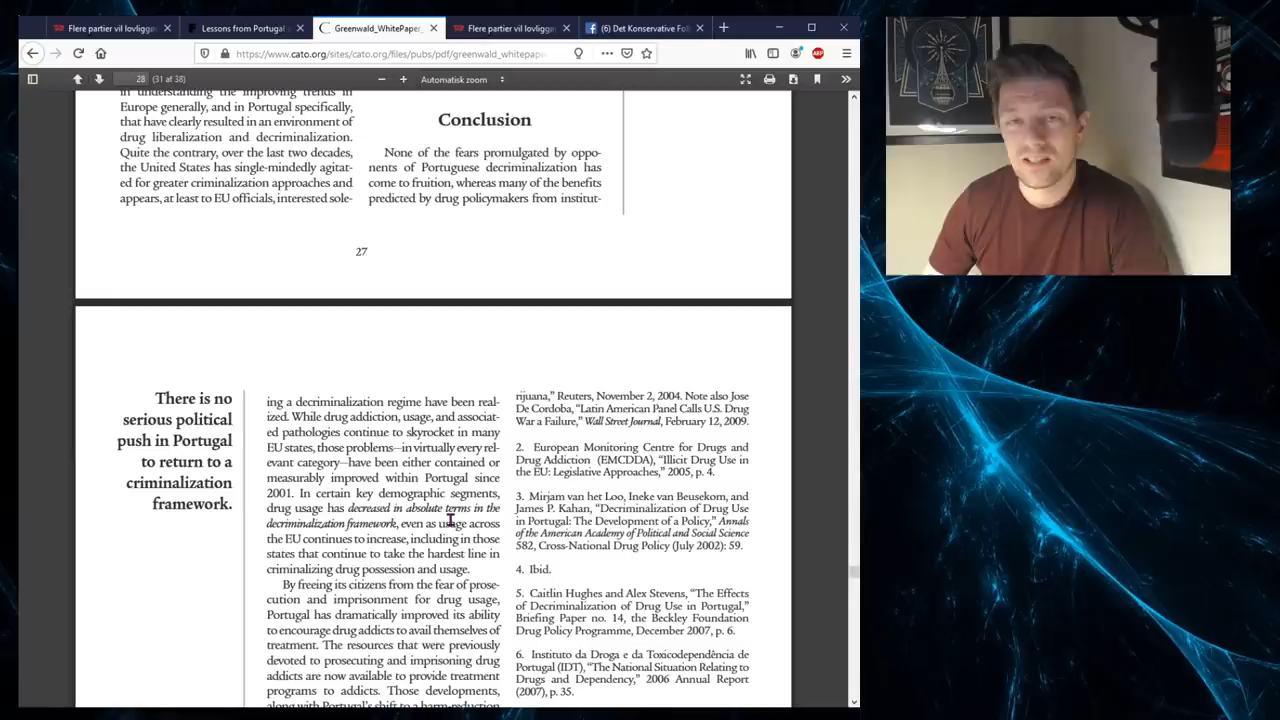 Flere partier vil lovliggø
Lessons from Portugal
Greenwald_WhitePaper_
Flere partier vil lovliggø
(6) Det Konservative Fol
https://www.cato.org/sites/cato.org/files/pubs/pdf/greenwald_whitepape
28 (31 of 38)
Automatisk zoom
in understanding the improving trends in
Europe generally, and in Portugal specifically,
that have clearly resulted in an environment of
drug liberalization and decriminalization.
Quite the contrary, over the last two decades,
the United States has single-mindedly agitat-
ed for greater criminalization approaches and
appears, at least to EU officials, interested sole-
Conclusion
None of the fears promulgated by oppo-
nents of Portuguese decriminalization has
come to fruition, whereas many of the benefits
predicted by drug policymakers from institut-
27
There is no
serious political
push in Portugal
to return to a
criminalization
framework.
ing a decriminalization regime have been real-
ized. While drug addiction, usage, and associat-
ed pathologies continue to skyrocket in many
EU states, those problems—in virtually every rel-
evant category—have been either contained or
measurably improved within Portugal since
2001. In certain key demographic segments,
drug usage has decreased in absolute terms in the
decriminalization framework, even as usage across
the EU continues to increase, including in those
states that continue to take the hardest line in
criminalizing drug possession and usage.
By freeing its citizens from the fear of prose-
cution and imprisonment for drug usage,
Portugal has dramatically improved its ability
to encourage drug addicts to avail themselves of
treatment. The resources that were previously
devoted to prosecuting and imprisoning drug
addicts are now available to provide treatment
programs to addicts. Those developments,
along with Portugal's shift to a harm-reduction
rijuana," Reuters, November 2, 2004. Note also Jose
De Cordoba, "Latin American Panel Calls U.S. Drug
War a Failure," Wall Street Journal, February 12, 2009.
2. European Monitoring Centre for Drugs and
Drug Addiction (EMCDDA), "Illicit Drug Use in
the EU: Legislative Approaches," 2005, p. 4.
3. Mirjam van het Loo, Ineke van Beusekom, and
James P. Kahan, "Decriminalization of Drug Use
in Portugal: The Development of a Policy," Annals
of the American Academy of Political and Social Science
582, Cross-National Drug Policy (July 2002): 59.
4. Ibid.
5. Caitlin Hughes and Alex Stevens, "The Effects
of Decriminalization of Drug Use in Portugal,"
Briefing Paper no. 14, the Beckley Foundation
Drug Policy Programme, December 2007, p. 6.
6. Instituto da Droga e da Toxicodependência de
Portugal (IDT), "The National Situation Relating to
Drugs and Dependency," 2006 Annual Report
(2007), p. 35.